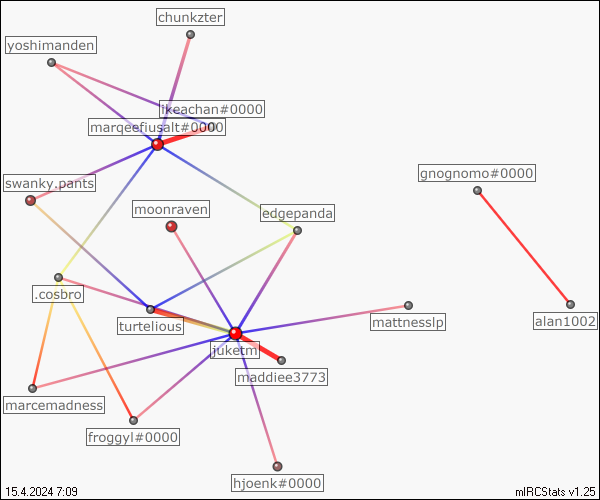 chunkzter
yoshimanden
ikeachan#0000
marqeefiusalt#0000
gnognomo#0000
swanky.pants
moonraven
edgepanda
.cosbro
turtelious
mattnesslp
alan1002
juketm
maddiee3773
marcemadness
froggyl#0000
hjoenk#0000
15.4.2024 7:09
mIRCStats v1.25